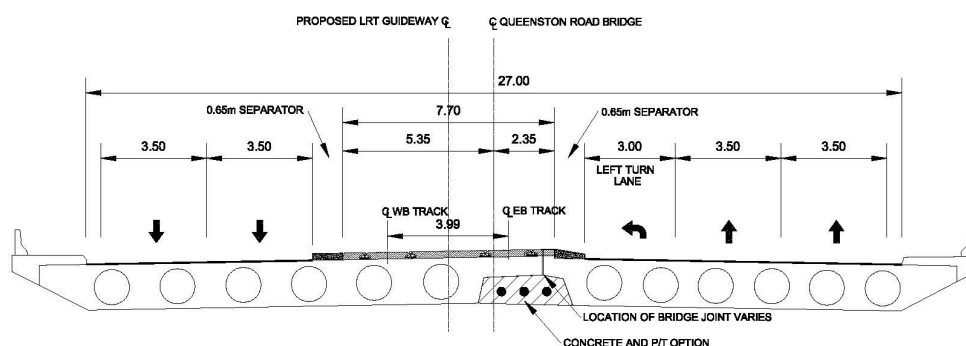 PROPOSED LRT GUIDEWAY ℄
℄ QUEENSTON ROAD BRIDGE
27.00
0.65m SEPARATOR
7.70
0.65m SEPARATOR
3.50
3.50
5.35
2.35
3.00
3.50
3.50
LEFT TURN
LANE
℄ WB TRACK
℄ EB TRACK
3.99
LOCATION OF BRIDGE JOINT VARIES
CONCRETE AND P/T OPTION